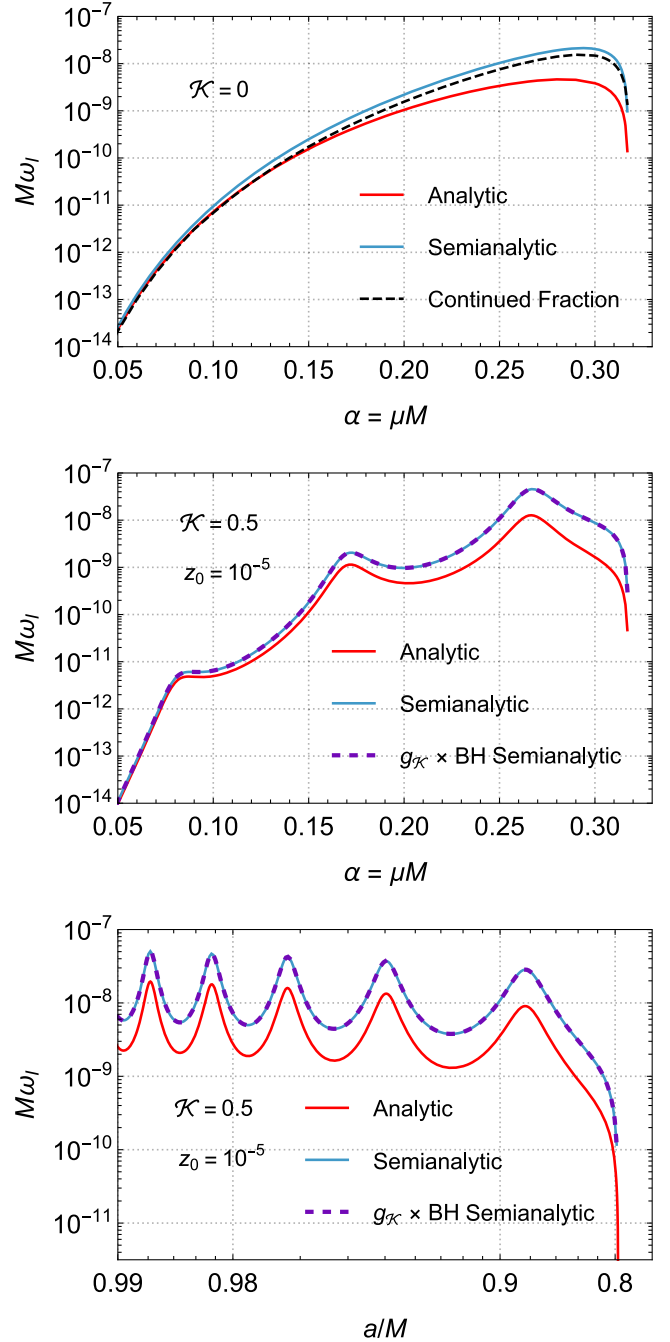 10⁻⁷
10⁻⁸
10⁻⁹
10⁻¹⁰
10⁻¹¹
10⁻¹²
10⁻¹³
10⁻¹⁴
Mω_I
𝒦 = 0
Analytic
Semianalytic
Continued Fraction
0.05 0.10 0.15 0.20 0.25 0.30
α = μM
10⁻⁷
10⁻⁸
10⁻⁹
10⁻¹⁰
10⁻¹¹
10⁻¹²
10⁻¹³
10⁻¹⁴
Mω_I
𝒦 = 0.5
z₀ = 10⁻⁵
Analytic
Semianalytic
g_𝒦 × BH Semianalytic
0.05 0.10 0.15 0.20 0.25 0.30
α = μM
10⁻⁷
10⁻⁸
10⁻⁹
10⁻¹⁰
10⁻¹¹
Mω_I
𝒦 = 0.5
z₀ = 10⁻⁵
Analytic
Semianalytic
g_𝒦 × BH Semianalytic
0.99 0.98 0.9 0.8
a/M